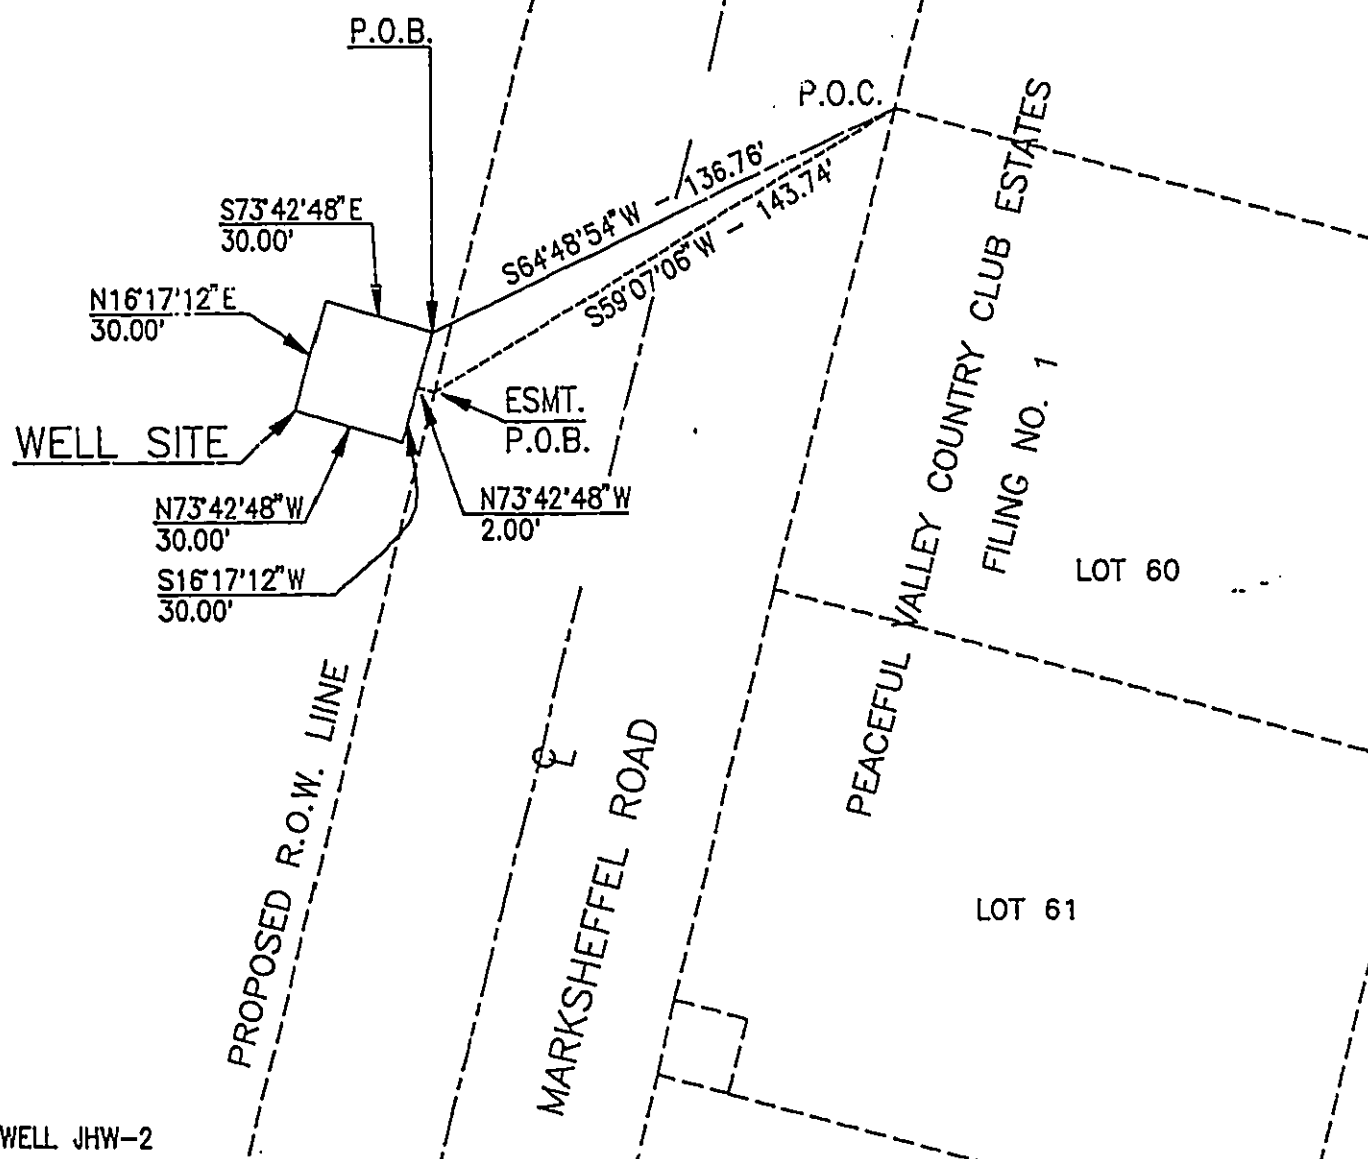 P.O.B.
P.O.C.
S64°48'54"W - 136.76'
S59°07'06"W - 143.74'
S73°42'48"E
30.00'
N16°17'12"E
30.00'
WELL SITE
ESMT.
P.O.B.
N73°42'48"W
2.00'
N73°42'48"W
30.00'
S16°17'12"W
30.00'
PEACEFUL VALLEY COUNTRY CLUB ESTATES
FILING NO. 1
LOT 60
PROPOSED R.O.W. LIINE
CL
MARKSHEFFEL ROAD
LOT 61
WELL JHW-2